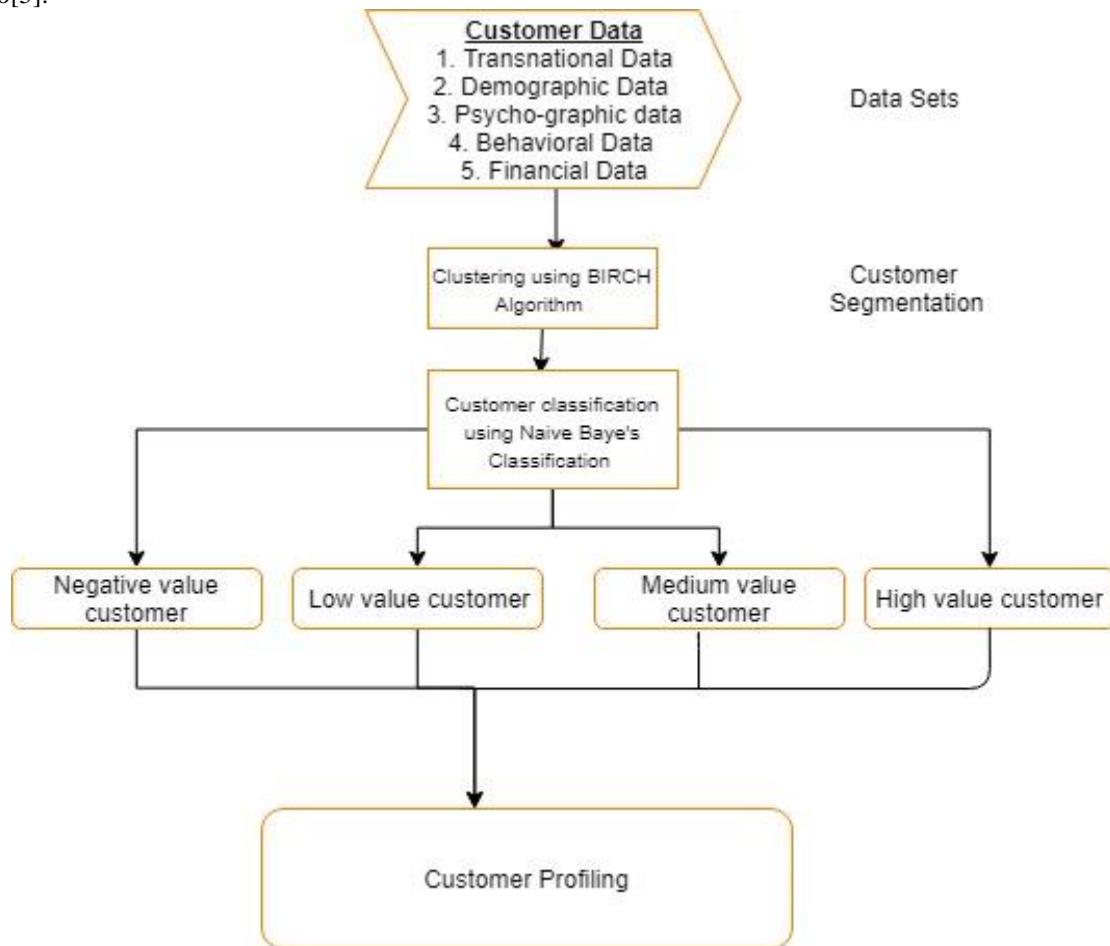 Customer Data
1. Transnational Data
2. Demographic Data
3. Psycho-graphic data
4. Behavioral Data
5. Financial Data
Data Sets
Clustering using BIRCH
Algorithm
Customer
Segmentation
Customer classification
using Naive Baye's
Classification
Negative value
customer
Low value customer
Medium value
customer
High value customer
Customer Profiling